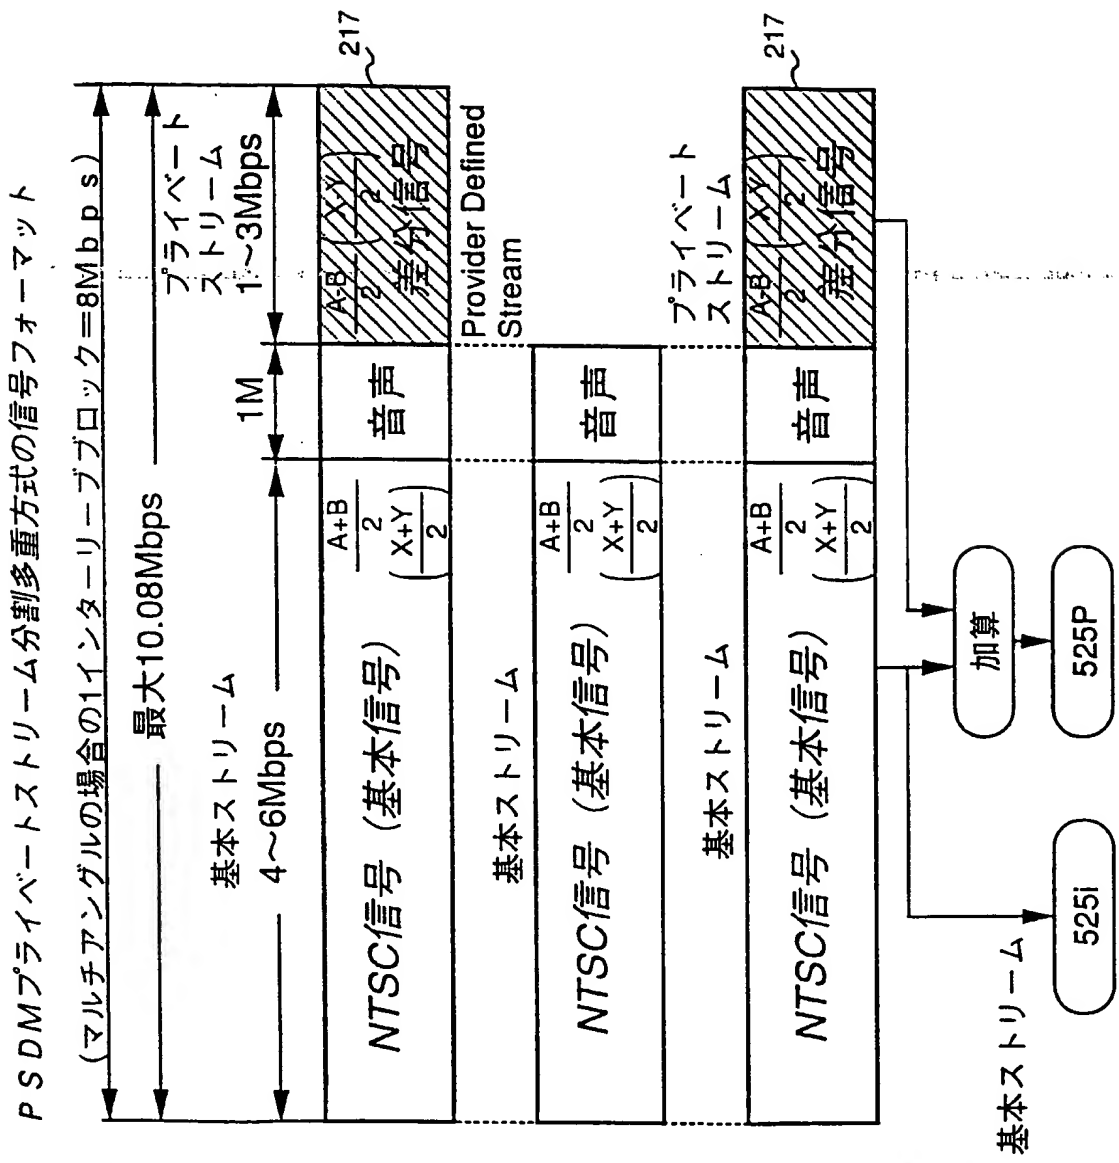 PSDMプライベートストリーム分割多重方式の信号フォーマット
(マルチアングルの場合の1インターリーブブロック=8Mbps)
最大10.08Mbps
基本ストリーム
4～6Mbps
1M
プライベート
ストリーム
1～3Mbps
NTSC信号(基本信号)
A+B
2
(X+Y
2)
音声
A-B
2
(X-Y
2)
差分信号
217
Provider Defined
Stream
基本ストリーム
NTSC信号(基本信号)
A+B
2
(X+Y
2)
音声
基本ストリーム
プライベート
ストリーム
NTSC信号(基本信号)
A+B
2
(X+Y
2)
音声
A-B
2
(X-Y
2)
差分信号
217
基本ストリーム
525i
加算
525P